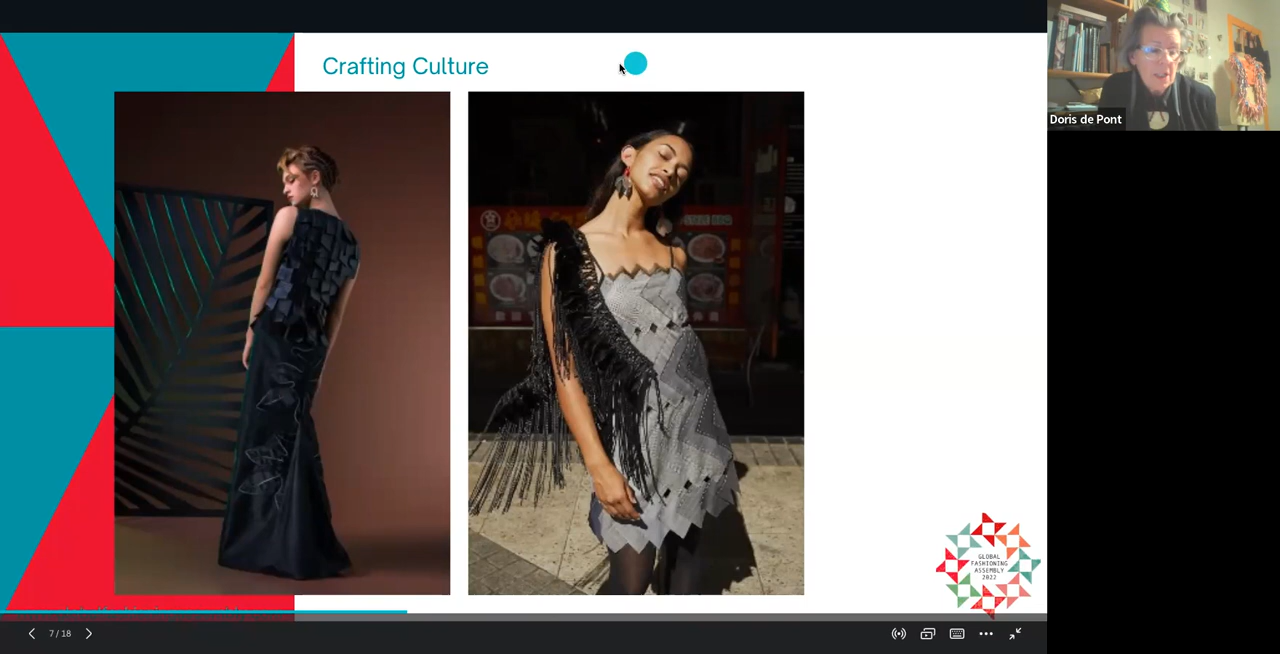 Crafting Culture
Doris de Pont
GLOBAL
FASHIONING
ASSEMBLY
2022
7 / 18